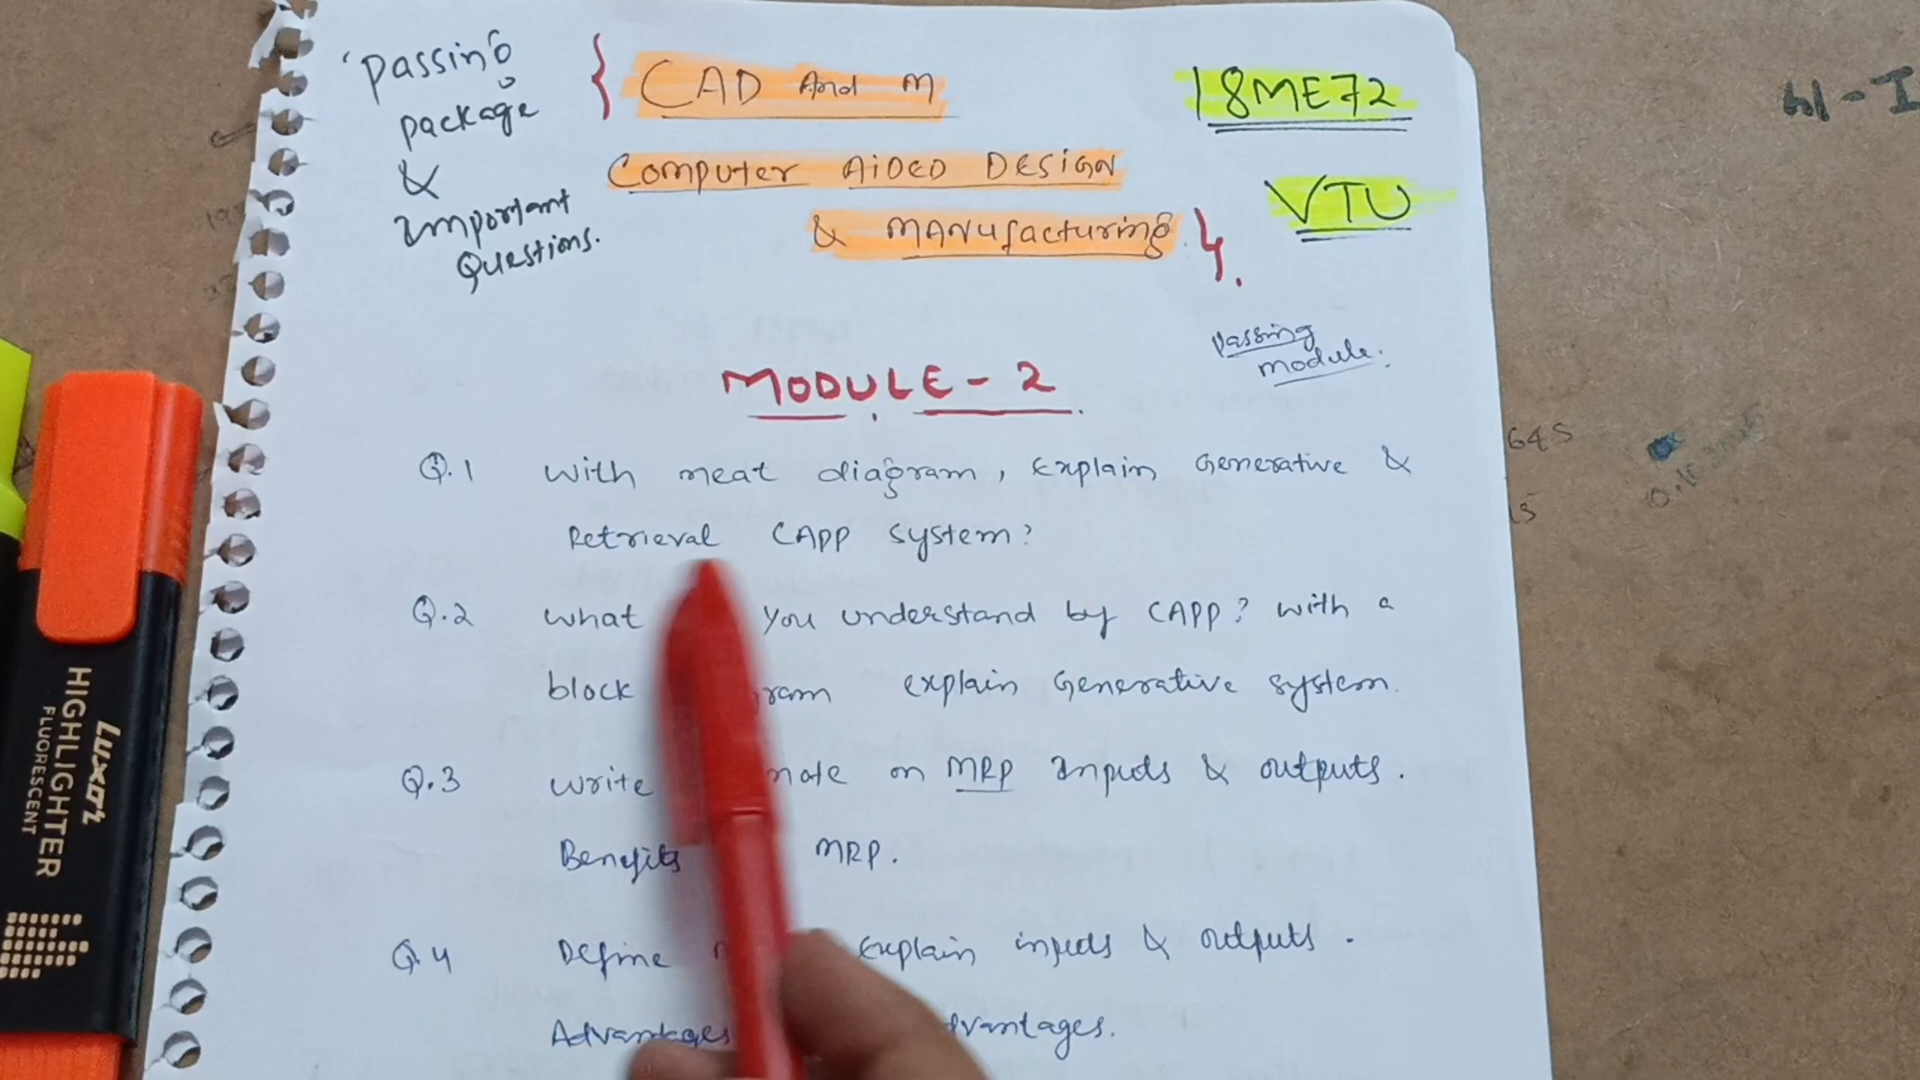 'Passing
package
&
Important
Questions.
{ CAD And M
Computer AiDED DESiGN
& MANufacturing }.
18ME72
VTU
Passing
module.
MODULE - 2
Q.1 with neat diagram, Explain Generative &
Retrieval CAPP system?
Q.2 what you understand by CAPP? with a
block explain Generative system.
Q.3 write note on MRP Inputs & outputs.
Benefits MRP.
Q.4 Define Explain inputs & outputs.
Advantages
Luxor
HIGHLIGHTER
FLUORESCENT
645